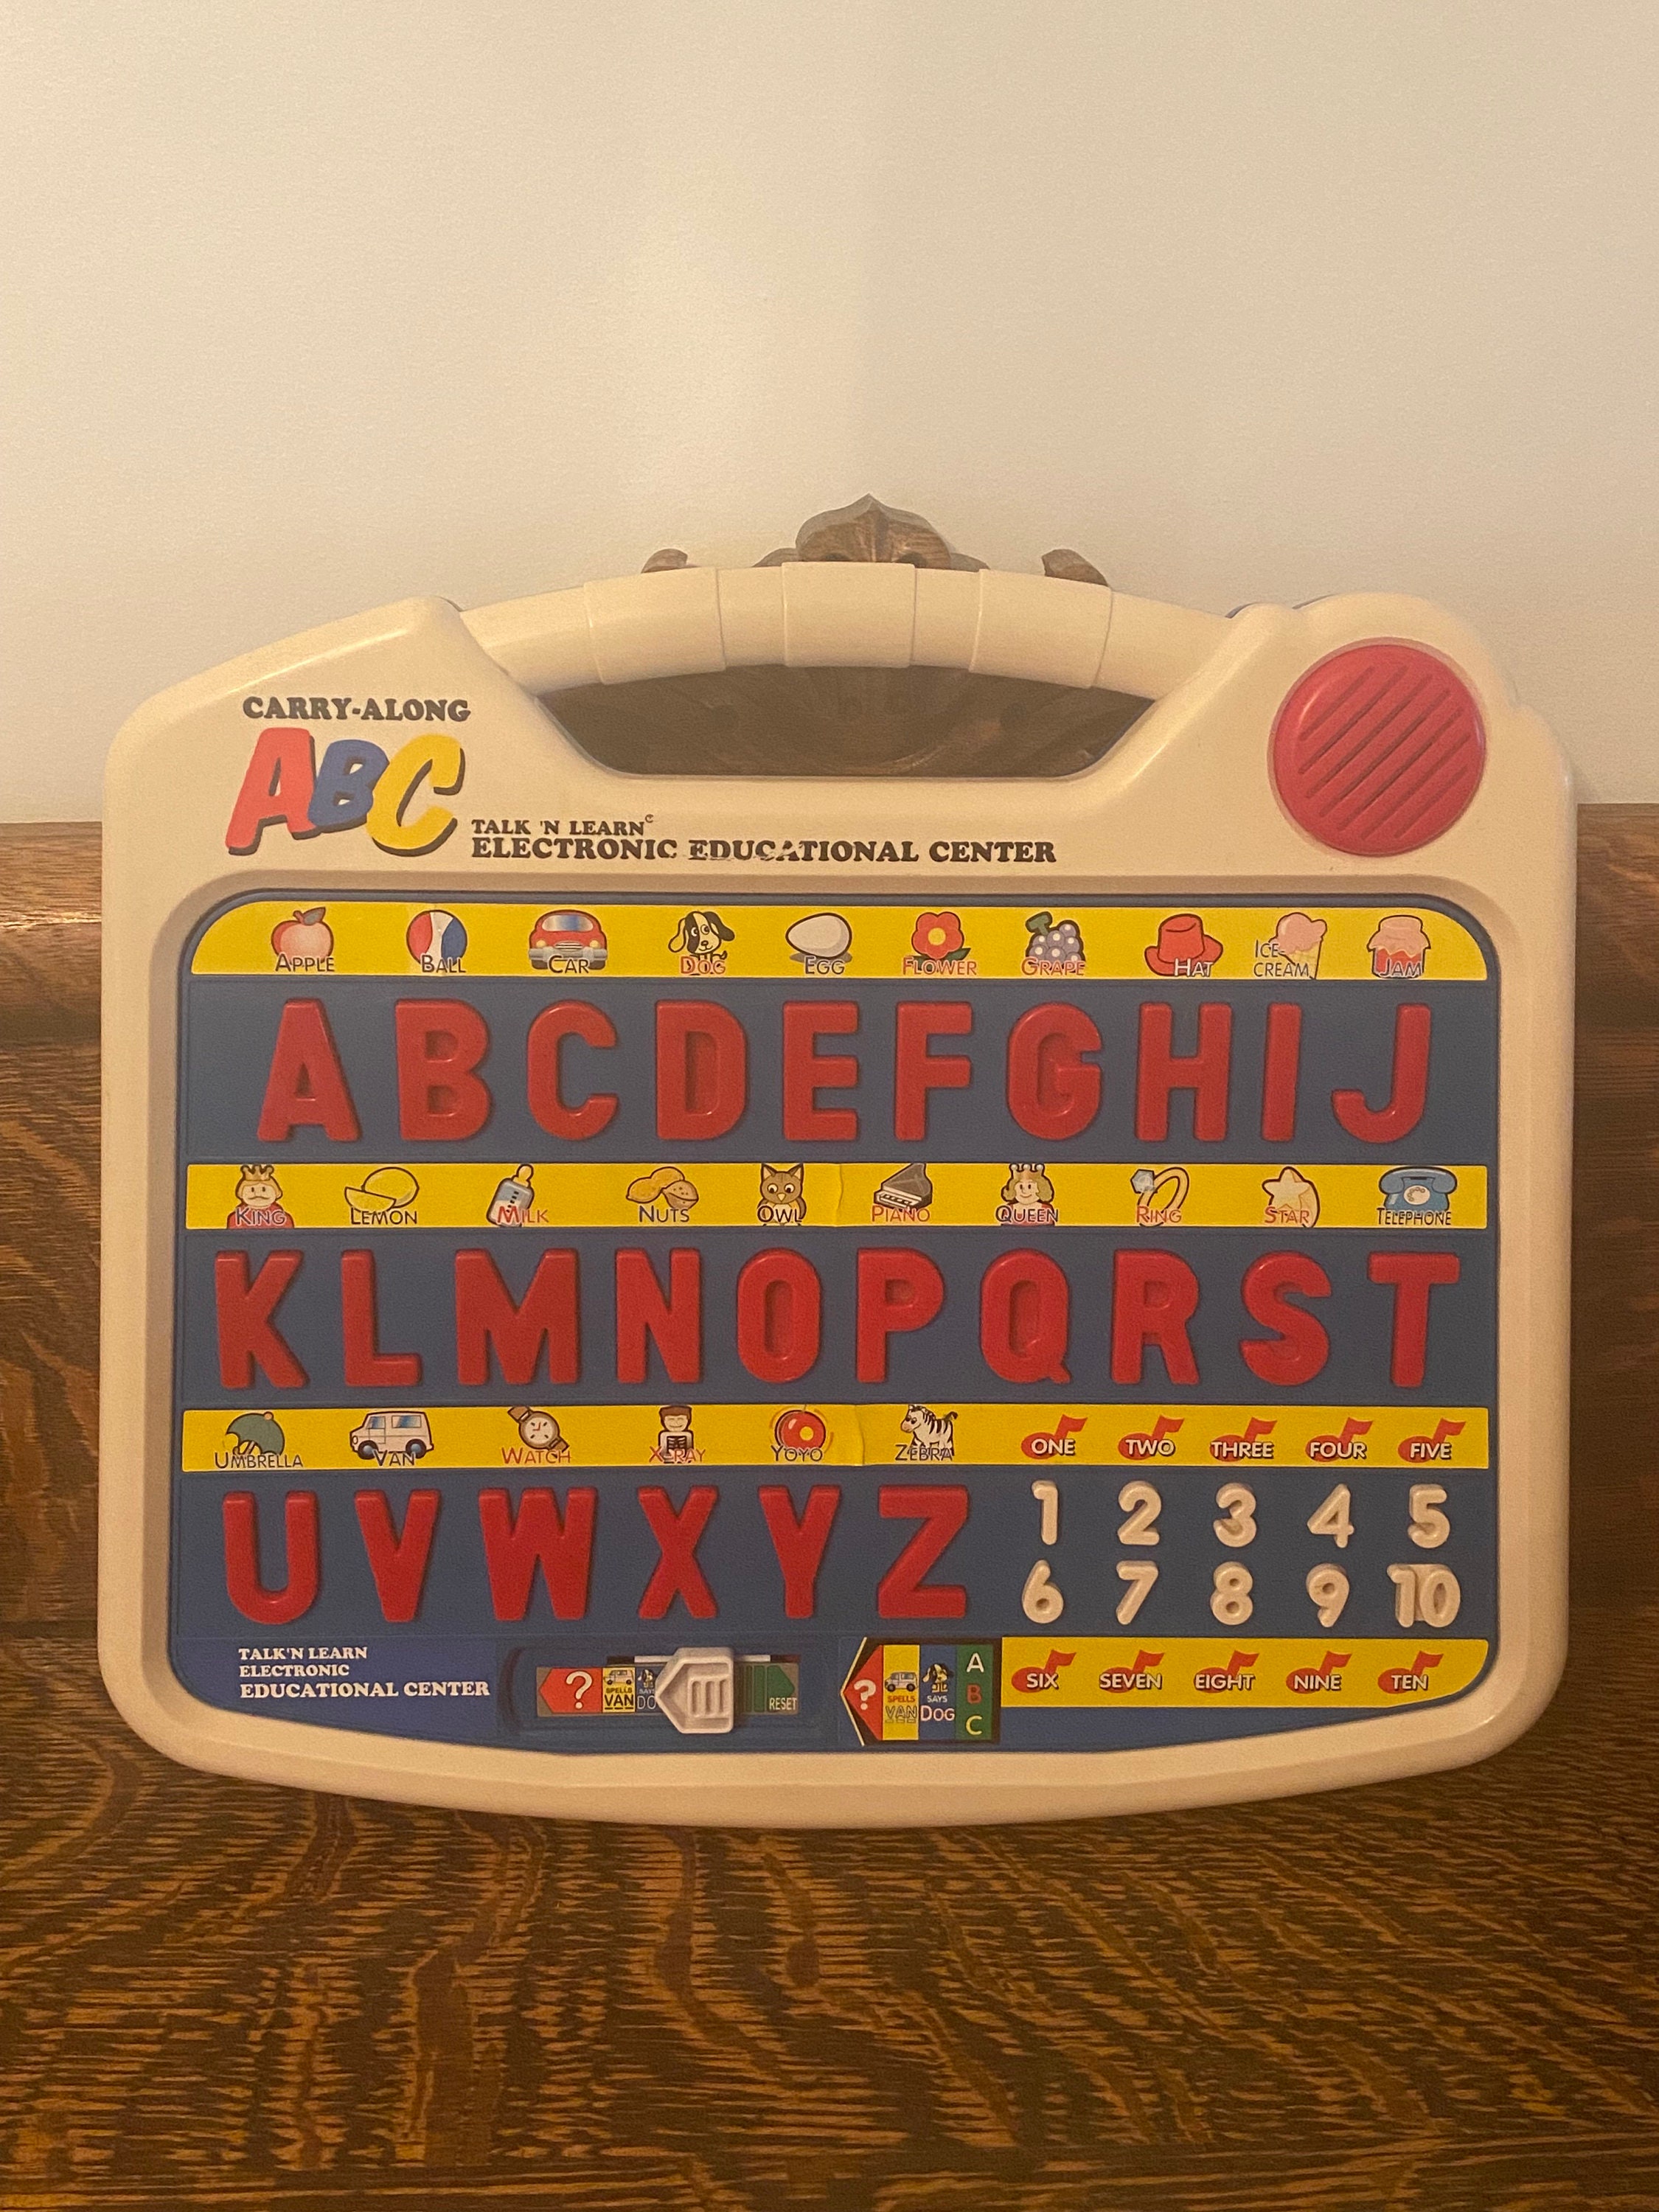 CARRY-ALONG
ABC
TALK 'N LEARN©
ELECTRONIC EDUCATIONAL CENTER
APPLE BALL CAR DOG EGG FLOWER GRAPE HAT ICE-CREAM JAM
A B C D E F G H I J
KING LEMON MILK NUTS OWL PIANO QUEEN RING STAR TELEPHONE
K L M N O P Q R S T
UMBRELLA VAN WATCH X-RAY YOYO ZEBRA ONE TWO THREE FOUR FIVE
U V W X Y Z 1 2 3 4 5
6 7 8 9 10
TALK'N LEARN
ELECTRONIC
EDUCATIONAL CENTER
? SPELLS VAN SAYS DO RESET
? SPELLS VAN SAYS DOG A B C
SIX SEVEN EIGHT NINE TEN